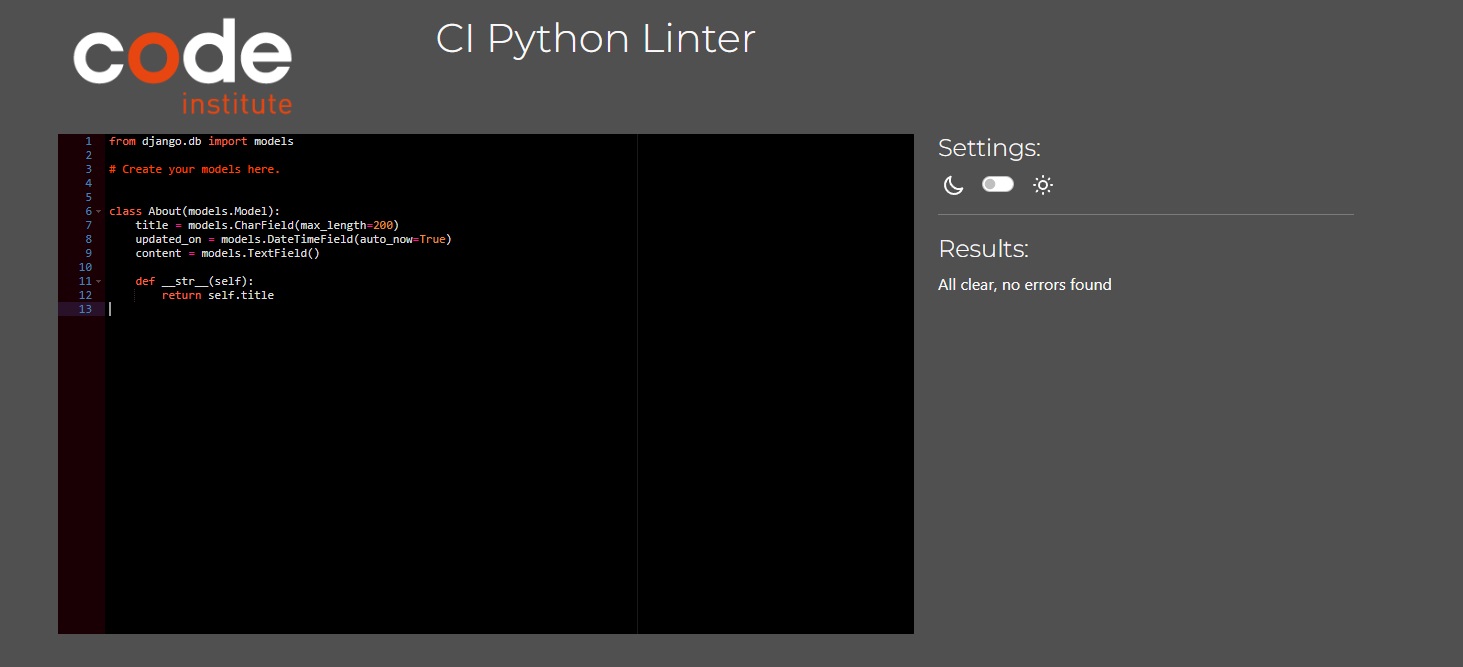 code
institute
CI Python Linter
1 from django.db import models
2
3 # Create your models here.
4
5
6 class About(models.Model):
7     title = models.CharField(max_length=200)
8     updated_on = models.DateTimeField(auto_now=True)
9     content = models.TextField()
10
11     def __str__(self):
12         return self.title
13
Settings:
Results:
All clear, no errors found